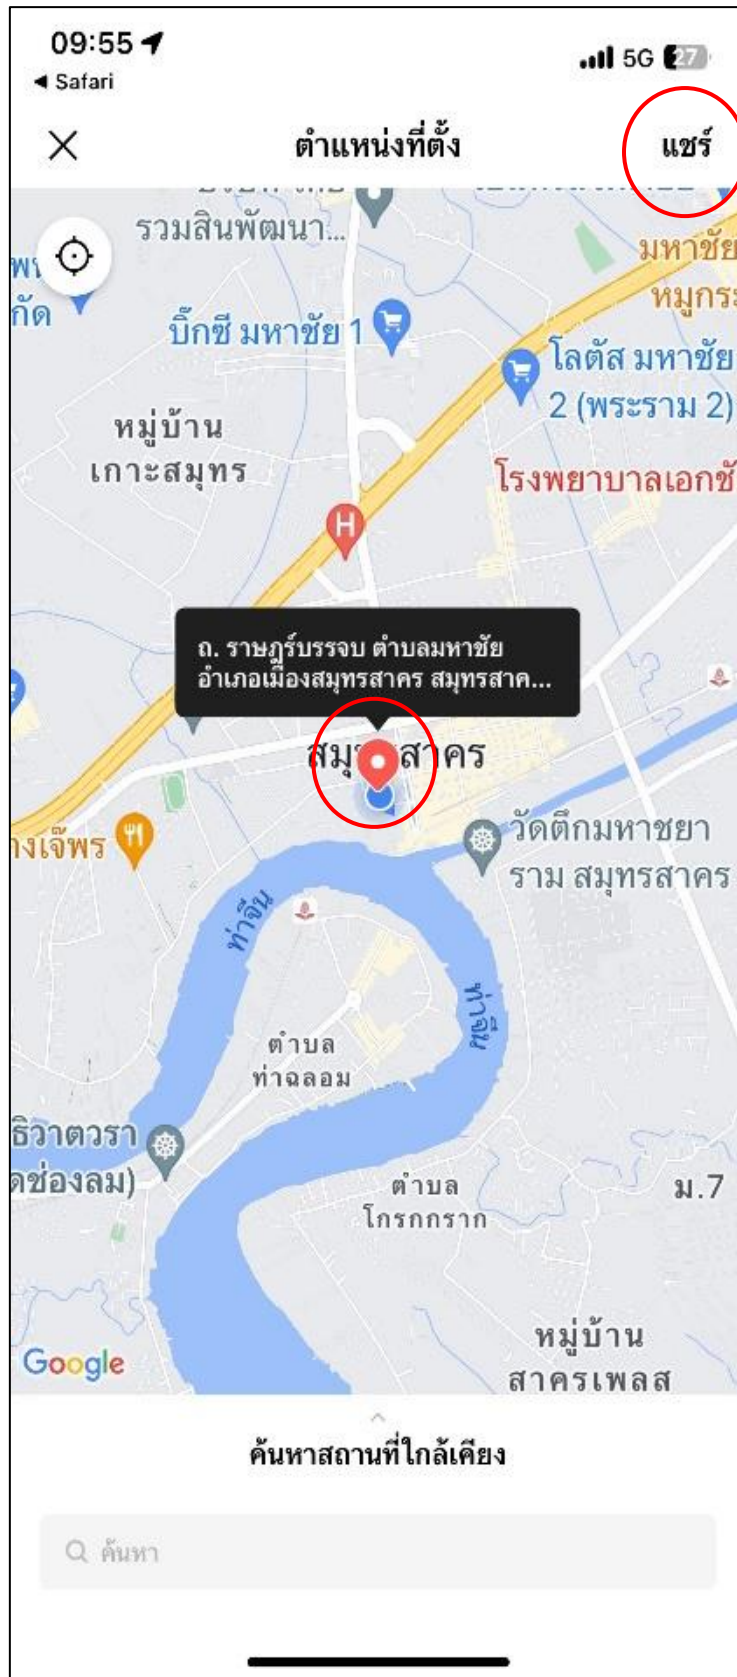 09:55
5G 27
◀ Safari
ตำแหน่งที่ตั้ง
แชร์
รวมสินพัฒนา...
กัด
มหาชัย
บิ๊กซี มหาชัย 1
โลตัส มหาชัย
2 (พระราม 2)
หมู่บ้าน
เกาะสมุทร
โรงพยาบาลเอกชั
H
ถ. ราษฎร์บรรจบ ตำบลมหาชัย
อำเภอเมืองสมุทรสาคร สมุทรสาค...
สาคร
างเจ๊พร
วัดตึกมหาชยา
ราม สมุทรสาคร
ท่าจีน
ท่าจีน
ตำบล
ท่าฉลอม
ธิวาตวรา
ดช่องลม)
ตำบล
โกรกกราก
ม.7
หมู่บ้าน
สาครเพลส
Google
ค้นหาสถานที่ใกล้เคียง
ค้นหา